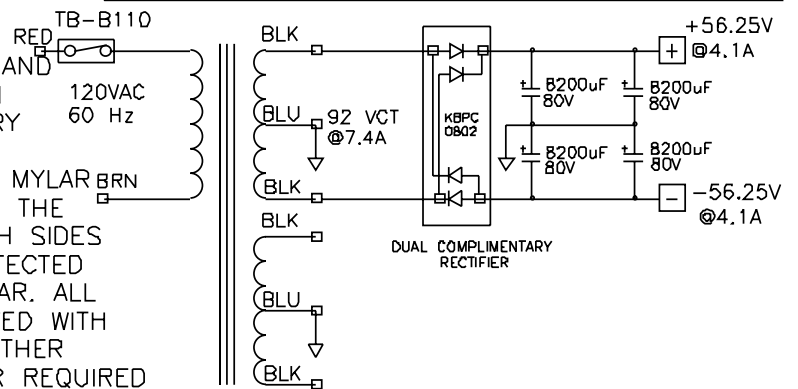 TB-B110
RED
AND
120VAC
60 Hz
RY
MYLAR BRN
THE
H SIDES
TECTED
AR. ALL
ED WITH
THER
R REQUIRED
BLK
BLU
92 VCT
@7.4A
BLK
BLK
BLU
BLK
KBPC
0802
DUAL COMPLIMENTARY
RECTIFIER
+ 8200uF
80V
+ 8200uF
80V
+ 8200uF
80V
+ 8200uF
80V
+
+56.25V
@4.1A
-
-56.25V
@4.1A